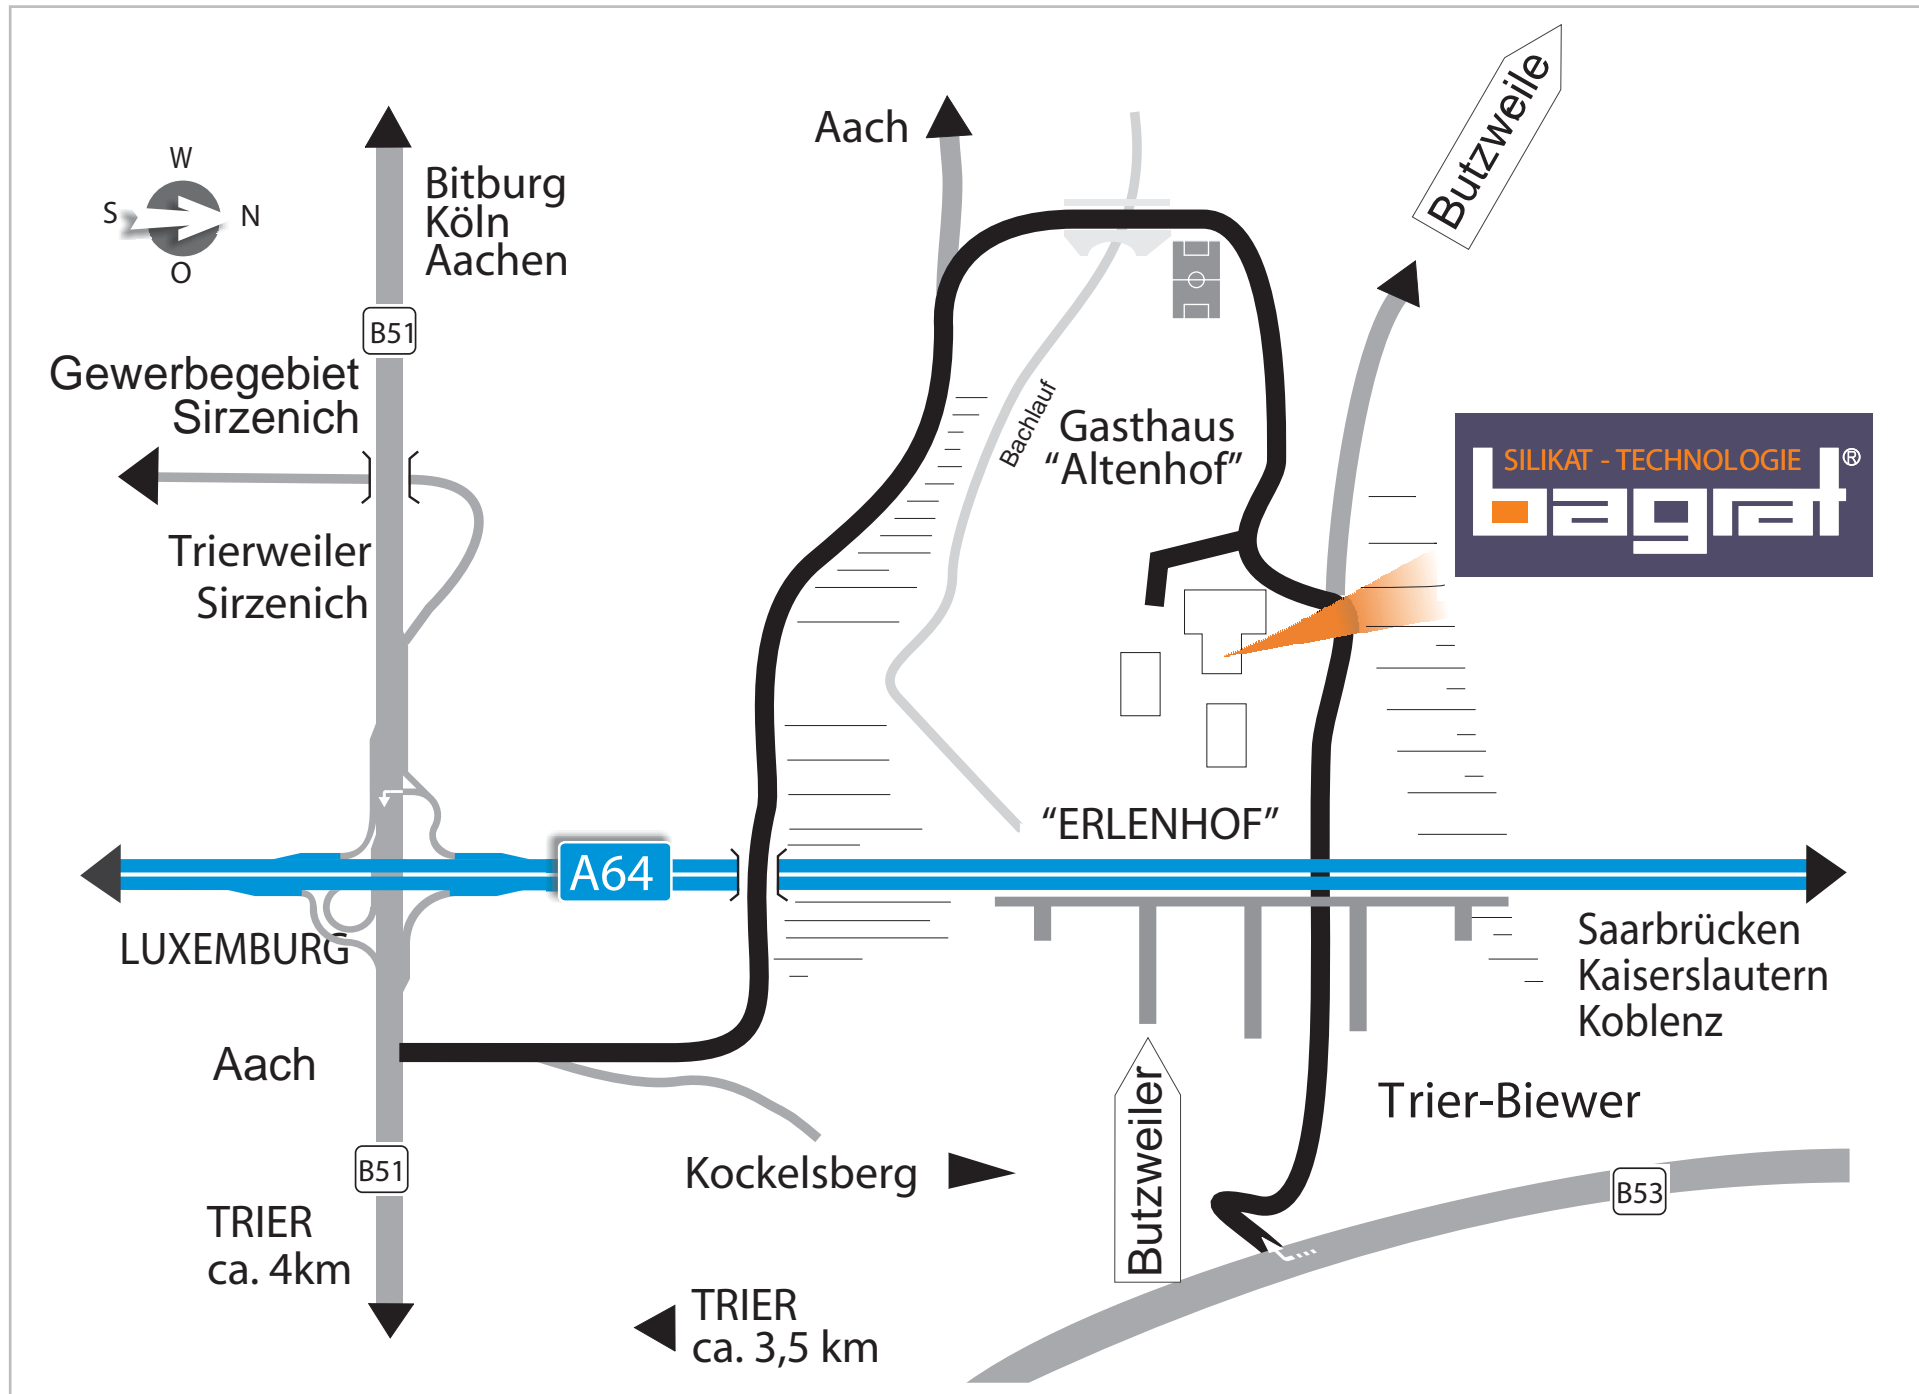 Butzweile
Aach
W
S
N
O
Bitburg
Köln
Aachen
B51
Gewerbegebiet
Sirzenich
Bachlauf
Gasthaus
“Altenhof”
SILIKAT - TECHNOLOGIE
bagrat®
Trierweiler
Sirzenich
“ERLENHOF”
A64
LUXEMBURG
Saarbrücken
Kaiserslautern
Koblenz
Aach
Trier-Biewer
B51
Kockelsberg
Butzweiler
B53
TRIER
ca. 4km
TRIER
ca. 3,5 km